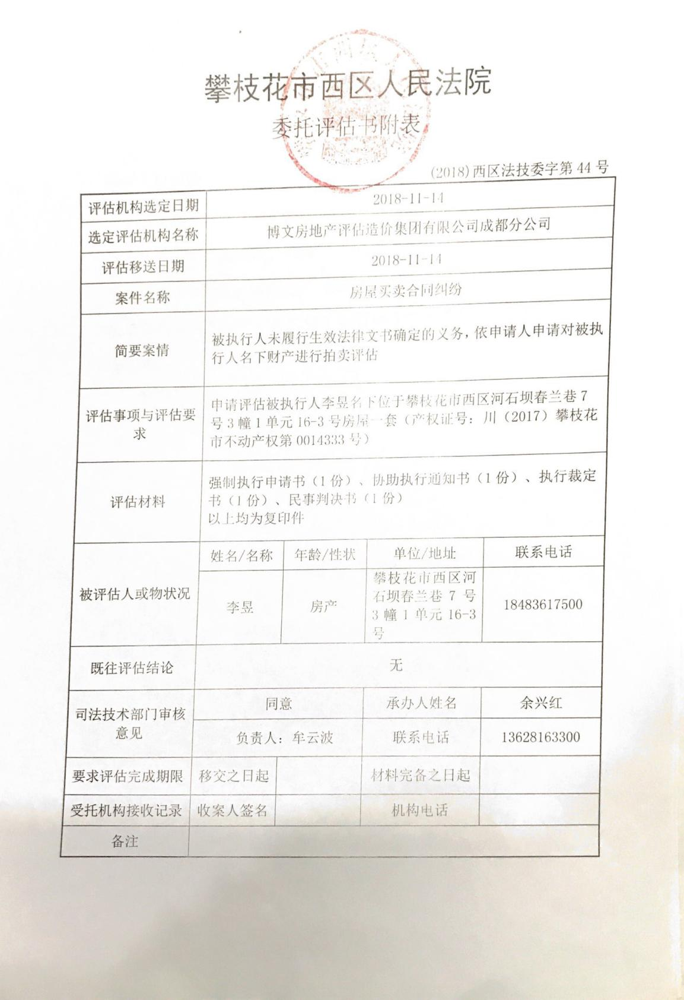 攀枝花市西区人民法院
委托评估书附表
(2018)西区法技委字第 44 号
评估机构选定日期 2018-11-14
选定评估机构名称 博文房地产评估造价集团有限公司成都分公司
评估移送日期 2018-11-14
案件名称 房屋买卖合同纠纷
简要案情
被执行人未履行生效法律文书确定的义务，依申请人申请对被执
行人名下财产进行拍卖评估
评估事项与评估要
求
申请评估被执行人李昱名下位于攀枝花市西区河石坝春兰巷 7
号 3 幢 1 单元 16-3 号房屋一套（产权证号：川（2017）攀枝花
市不动产权第 0014333 号）
评估材料
强制执行申请书（1 份）、协助执行通知书（1 份）、执行裁定
书（1 份）、民事判决书（1 份）
以上均为复印件
被评估人或物状况
姓名/名称 年龄/性状 单位/地址 联系电话
李昱 房产
攀枝花市西区河
石坝春兰巷 7 号
3 幢 1 单元 16-3
号
18483617500
既往评估结论 无
司法技术部门审核
意见
同意 承办人姓名 余兴红
负责人：牟云波 联系电话 13628163300
要求评估完成期限 移交之日起 材料完备之日起
受托机构接收记录 收案人签名 机构电话
备注